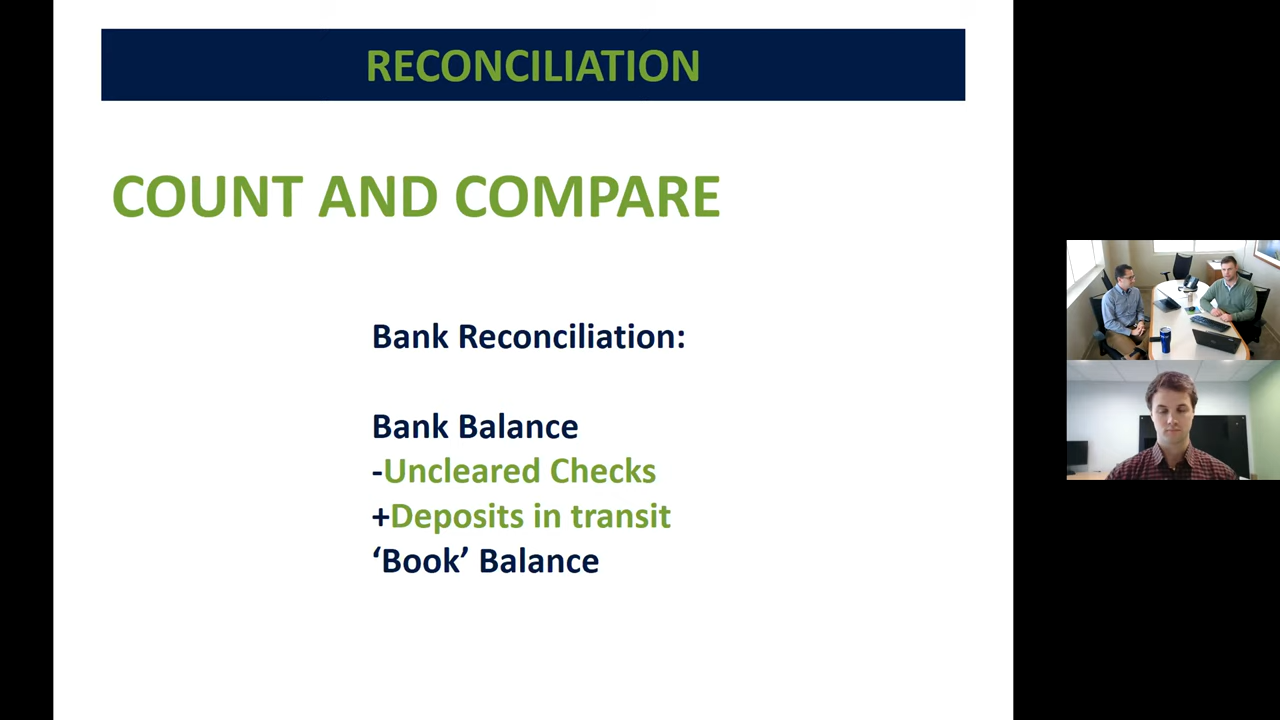 RECONCILIATION
COUNT AND COMPARE
Bank Reconciliation:
Bank Balance
-Uncleared Checks
+Deposits in transit
‘Book’ Balance